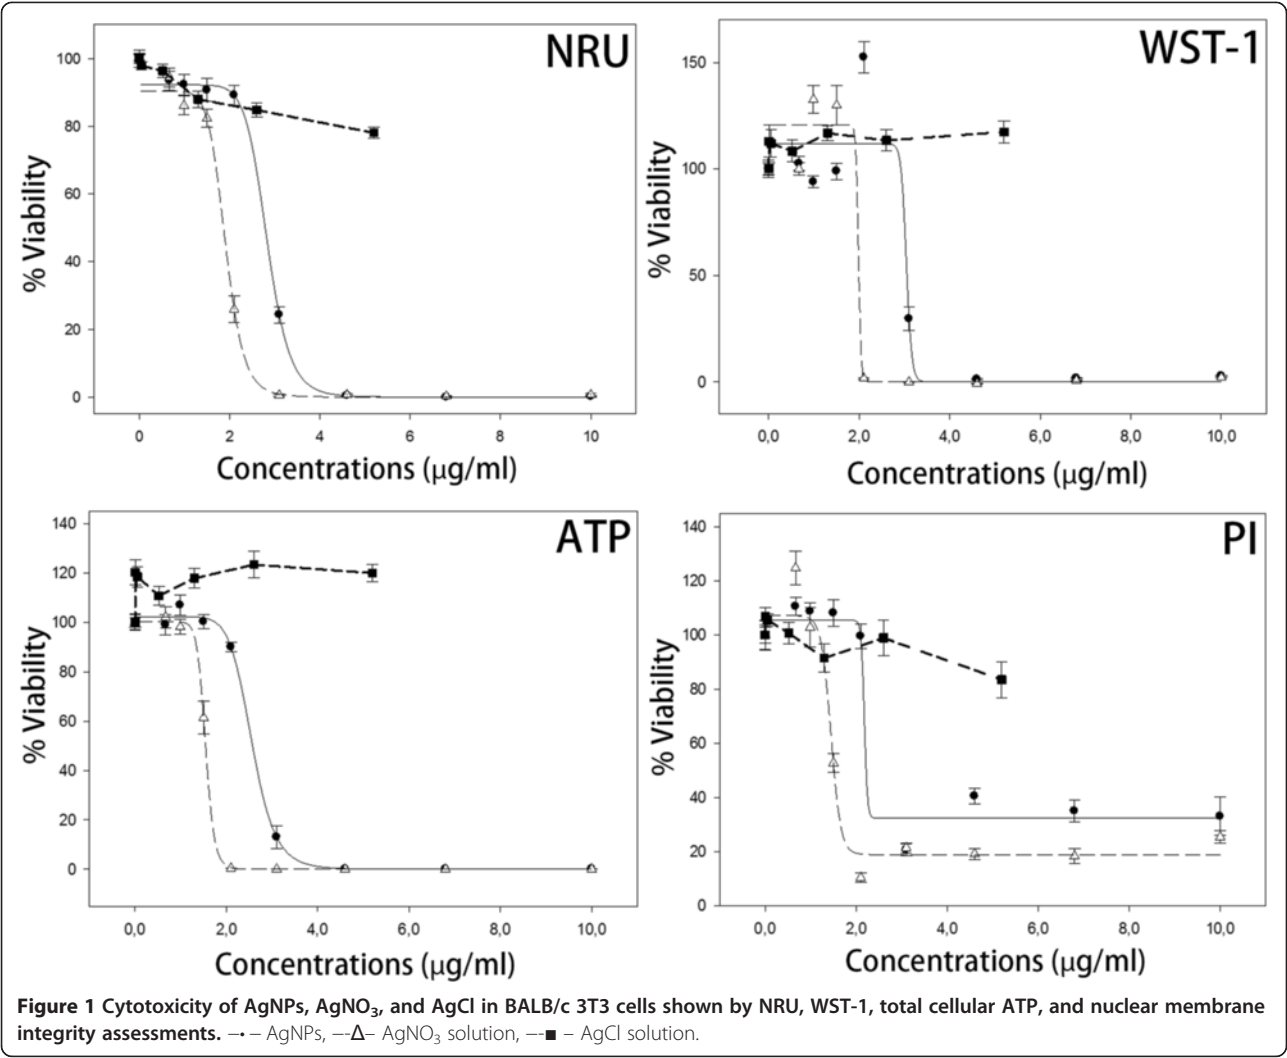 NRU
100
80
60
40
20
0
% Viability
0 2 4 6 8 10
Concentrations (µg/ml)
WST-1
150
100
50
0
% Viability
0,0 2,0 4,0 6,0 8,0 10,0
Concentrations (µg/ml)
ATP
140
120
100
80
60
40
20
0
% Viability
0,0 2,0 4,0 6,0 8,0 10,0
Concentrations (µg/ml)
PI
140
120
100
80
60
40
20
0
% Viability
0,0 2,0 4,0 6,0 8,0 10,0
Concentrations (µg/ml)
Figure 1 Cytotoxicity of AgNPs, AgNO₃, and AgCl in BALB/c 3T3 cells shown by NRU, WST-1, total cellular ATP, and nuclear membrane
integrity assessments. –•– AgNPs, –-Δ– AgNO₃ solution, –-■ – AgCl solution.